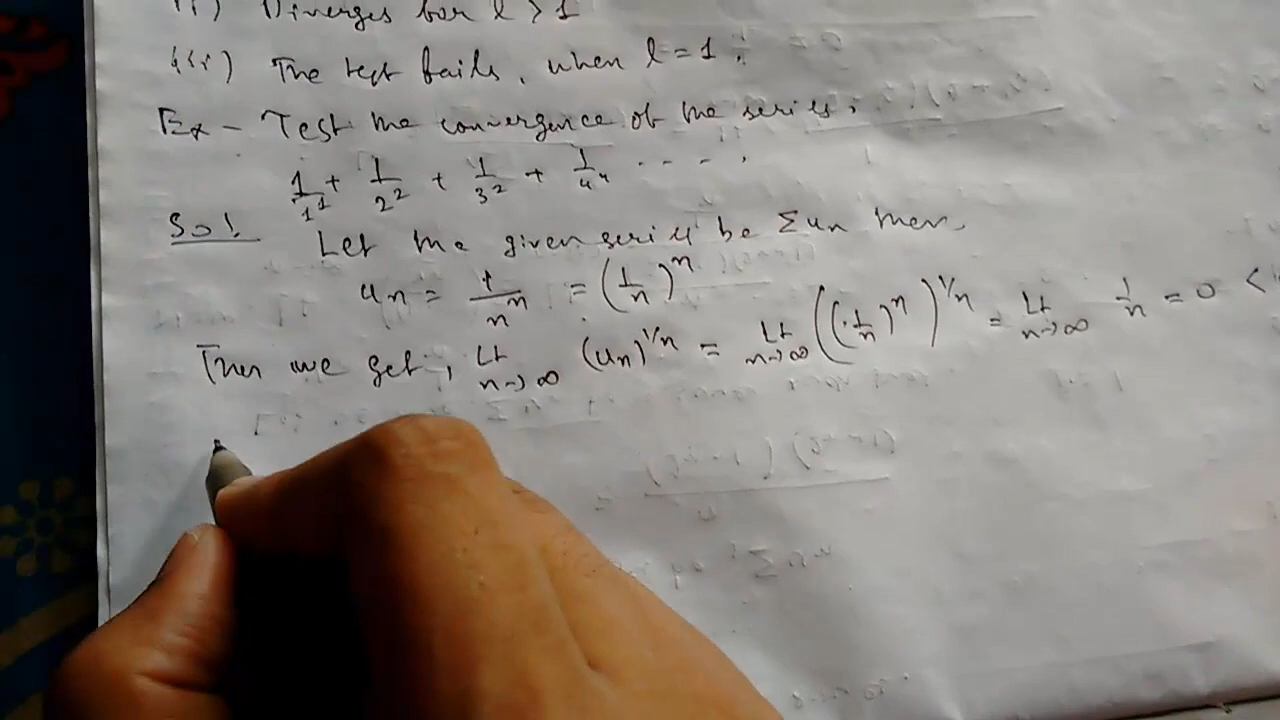 Diverges for l > 1
(iii) The test fails, when l = 1.
Ex - Test the convergence of the series.
1/1^1 + 1/2^2 + 1/3^2 + 1/4^4 - - - - .
Sol.
Let the given series be Σun then,
un = 1/n^n = (1/n)^n
Then we get, Lt n→∞ (un)^1/n = Lt n→∞ ((1/n)^n)^1/n = Lt n→∞ 1/n = 0 <